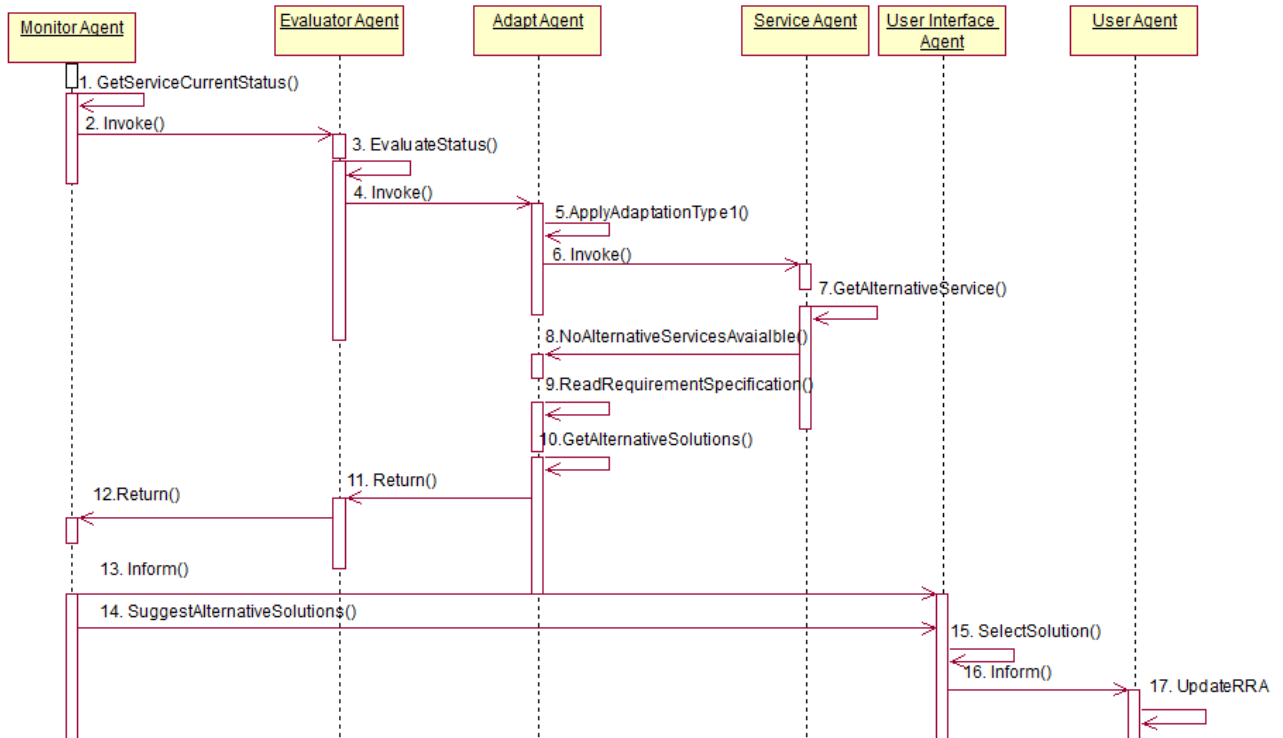 Monitor Agent
Evaluator Agent
Adapt Agent
Service Agent
User Interface
Agent
User Agent
1. GetServiceCurrentStatus()
2. Invoke()
3. EvaluateStatus()
4. Invoke()
5.ApplyAdaptationType1()
6. Invoke()
7.GetAlternativeService()
8.NoAlternativeServicesAvaialble()
9.ReadRequirementSpecification()
10.GetAlternativeSolutions()
11. Return()
12.Return()
13. Inform()
14. SuggestAlternativeSolutions()
15. SelectSolution()
16. Inform()
17. UpdateRRA